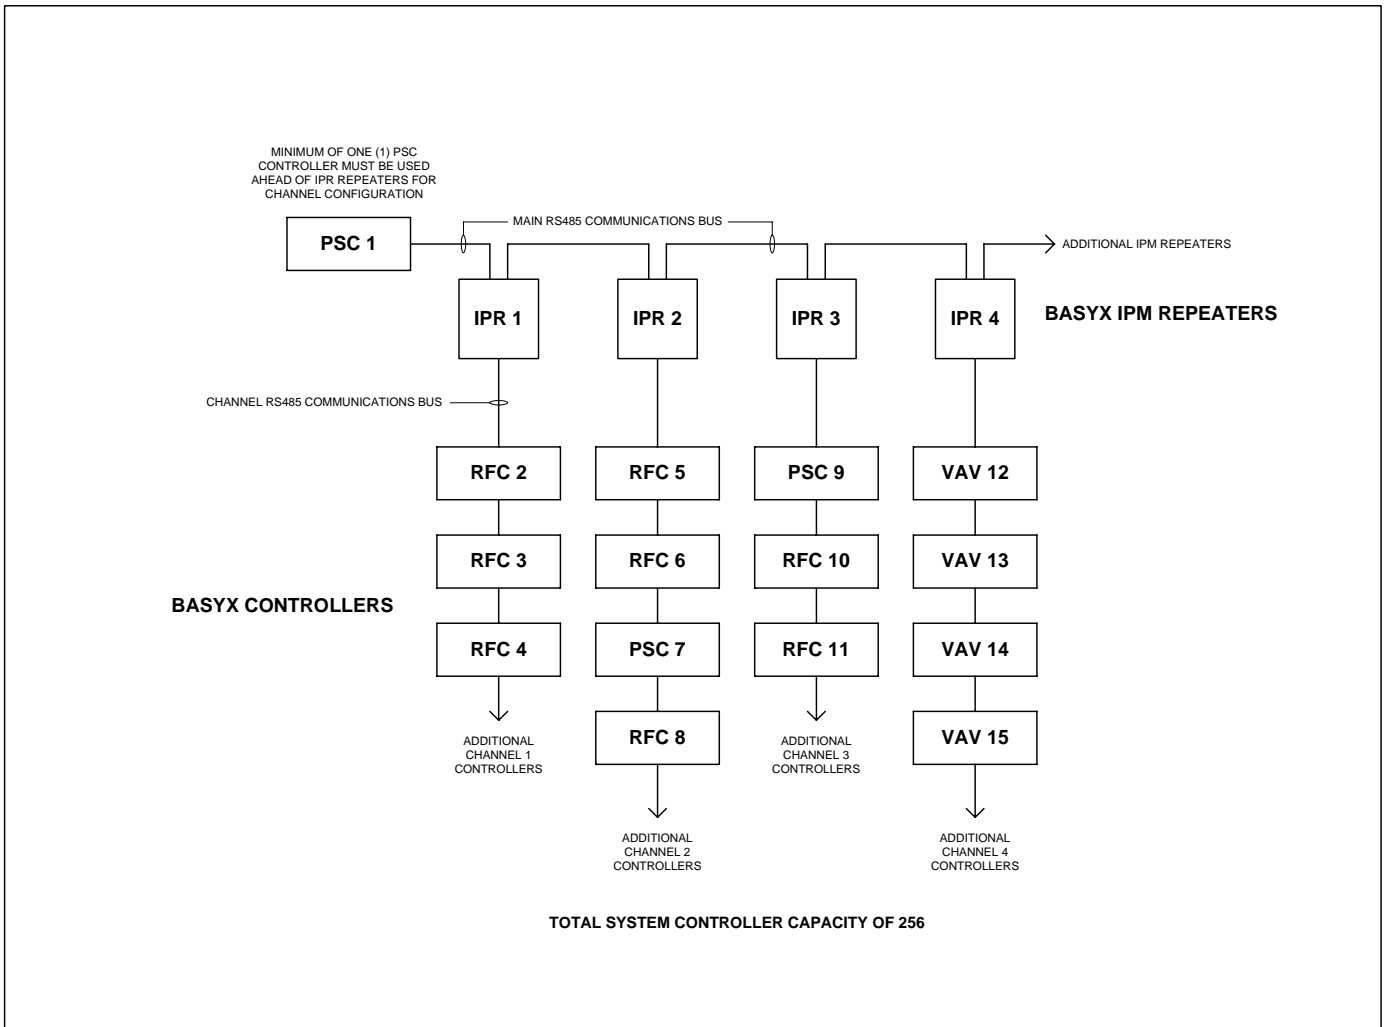 MINIMUM OF ONE (1) PSC
CONTROLLER MUST BE USED
AHEAD OF IPR REPEATERS FOR
CHANNEL CONFIGURATION
PSC 1
MAIN RS485 COMMUNICATIONS BUS
ADDITIONAL IPM REPEATERS
IPR 1
IPR 2
IPR 3
IPR 4
BASYX IPM REPEATERS
CHANNEL RS485 COMMUNICATIONS BUS
RFC 2
RFC 5
PSC 9
VAV 12
RFC 3
RFC 6
RFC 10
VAV 13
BASYX CONTROLLERS
RFC 4
PSC 7
RFC 11
VAV 14
RFC 8
VAV 15
ADDITIONAL
CHANNEL 1
CONTROLLERS
ADDITIONAL
CHANNEL 3
CONTROLLERS
ADDITIONAL
CHANNEL 2
CONTROLLERS
ADDITIONAL
CHANNEL 4
CONTROLLERS
TOTAL SYSTEM CONTROLLER CAPACITY OF 256